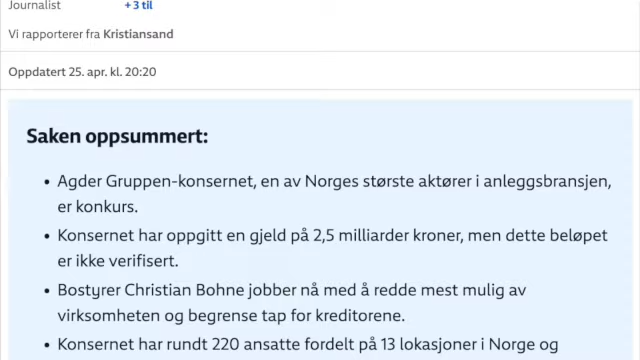 Journalist +3 til
Vi rapporterer fra Kristiansand
Oppdatert 25. apr. kl. 20:20
Saken oppsummert:
• Agder Gruppen-konsernet, en av Norges største aktører i anleggsbransjen,
er konkurs.
• Konsernet har oppgitt en gjeld på 2,5 milliarder kroner, men dette beløpet
er ikke verifisert.
• Bostyrer Christian Bohne jobber nå med å redde mest mulig av
virksomheten og begrense tap for kreditorene.
• Konsernet har rundt 220 ansatte fordelt på 13 lokasjoner i Norge og